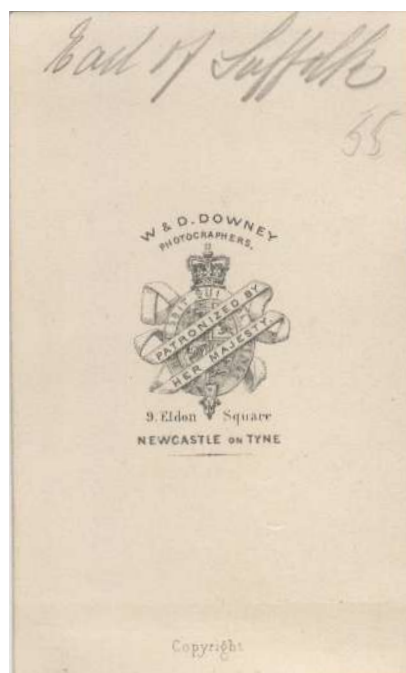 Earl of Suffolk
55
W & D. DOWNEY
PHOTOGRAPHERS,
PATRONIZED BY
HER MAJESTY
9. Eldon Square
NEWCASTLE ON TYNE
Copyright